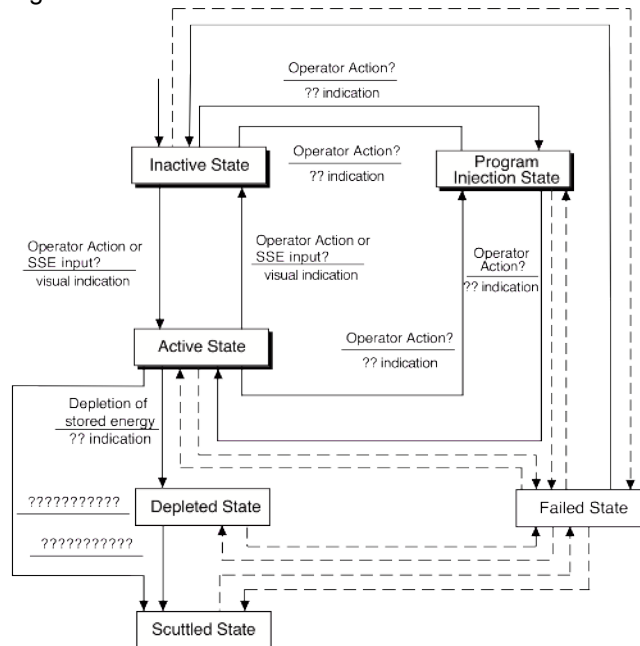 Operator Action?
?? indication
Inactive State
Operator Action?
?? indication
Program
Injection State
Operator Action or
SSE input?
visual indication
Operator Action or
SSE input?
visual indication
Operator
Action?
?? indication
Active State
Operator Action?
?? indication
Depletion of
stored energy
?? indication
???????????
Depleted State
Failed State
???????????
Scuttled State